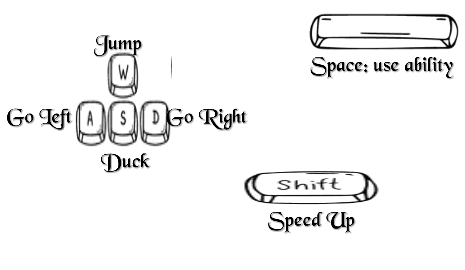 Jump
W
Space: use ability
Go Left A S D Go Right
Duck
Shift
Speed Up